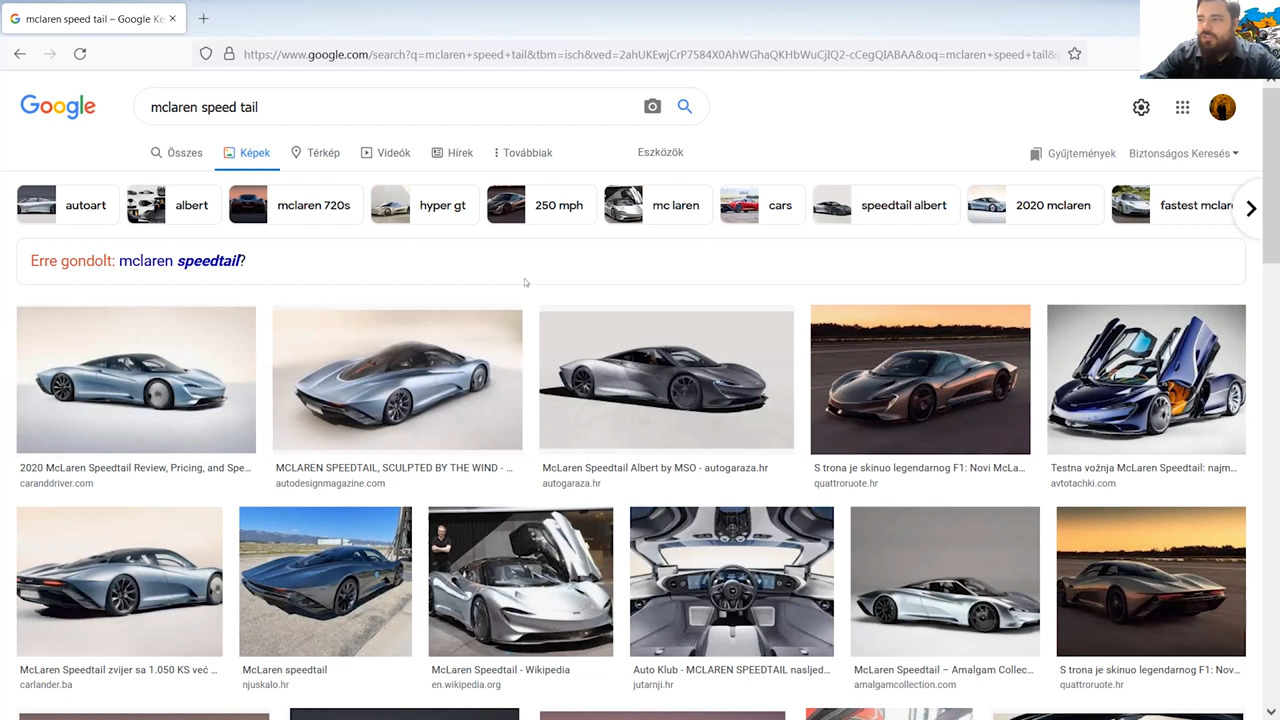 mclaren speed tail – Google Ke
https://www.google.com/search?q=mclaren+speed+tail&tbm=isch&ved=2ahUKEwjCrP7584X0AhWGhaQKHbWuCjIQ2-cCegQIABAA&oq=mclaren+speed+tail&
Google
mclaren speed tail
Összes
Képek
Térkép
Videók
Hírek
Továbbiak
Eszközök
Gyűjtemények
Biztonságos Keresés
autoart
albert
mclaren 720s
hyper gt
250 mph
mc laren
cars
speedtail albert
2020 mclaren
fastest mclar
Erre gondolt: mclaren speedtail?
2020 McLaren Speedtail Review, Pricing, and Spe...
caranddriver.com
MCLAREN SPEEDTAIL, SCULPTED BY THE WIND - ...
autodesignmagazine.com
McLaren Speedtail Albert by MSO - autogaraza.hr
autogaraza.hr
S trona je skinuo legendarnog F1: Novi McLa...
quattroruote.hr
Testna vožnja McLaren Speedtail: najm...
avtotachki.com
McLaren Speedtail zvijer sa 1.050 KS već ...
carlander.ba
McLaren speedtail
njuskalo.hr
McLaren Speedtail - Wikipedia
en.wikipedia.org
Auto Klub - MCLAREN SPEEDTAIL nasljed...
jutarnji.hr
McLaren Speedtail – Amalgam Collec...
amalgamcollection.com
S trona je skinuo legendarnog F1: Nov...
quattroruote.hr